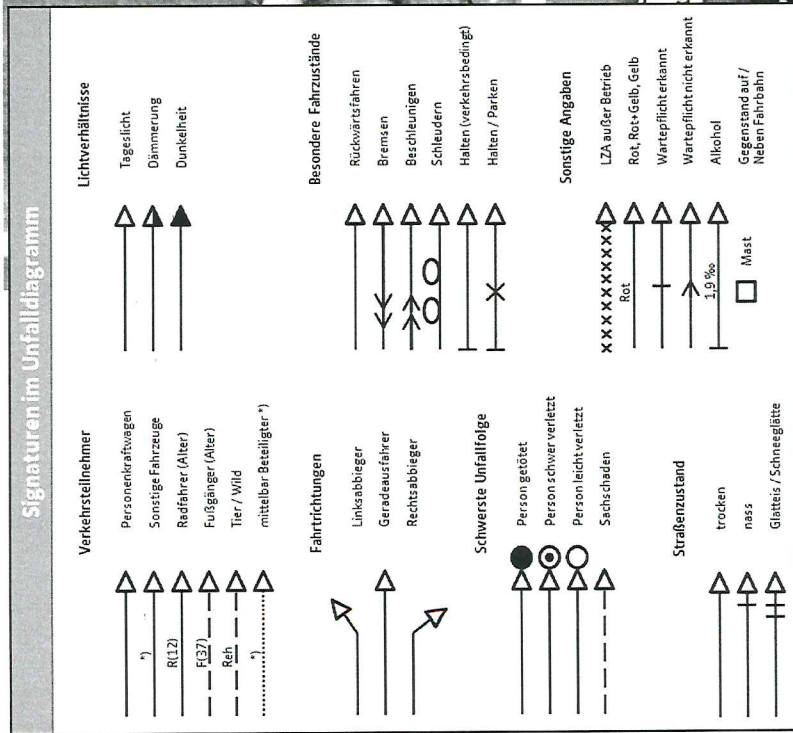 Signaturen im Unfalldiagramm
Verkehrsteilnehmer
Personenkraftwagen
*) Sonstige Fahrzeuge
R(12) Radfahrer (Alter)
F(37) Fußgänger (Alter)
Reh Tier / Wild
*) mittelbar Beteiligter *)
Fahrtrichtungen
Linksabbieger
Geradeausfahrer
Rechtsabbieger
Schwerste Unfallfolge
Person getötet
Person schwer verletzt
Person leicht verletzt
Sachschaden
Straßenzustand
trocken
nass
Glatteis / Schneeglätte
Lichtverhältnisse
Tageslicht
Dämmerung
Dunkelheit
Besondere Fahrzustände
Rückwärtsfahren
Bremsen
Beschleunigen
Schleudern
Halten (verkehrsbedingt)
Halten / Parken
Sonstige Angaben
LZA außer Betrieb
Rot Rot, Rot+Gelb, Gelb
Wartepflicht erkannt
Wartepflicht nicht erkannt
1,9 ‰ Alkohol
Mast Gegenstand auf /
Neben Fahrbahn